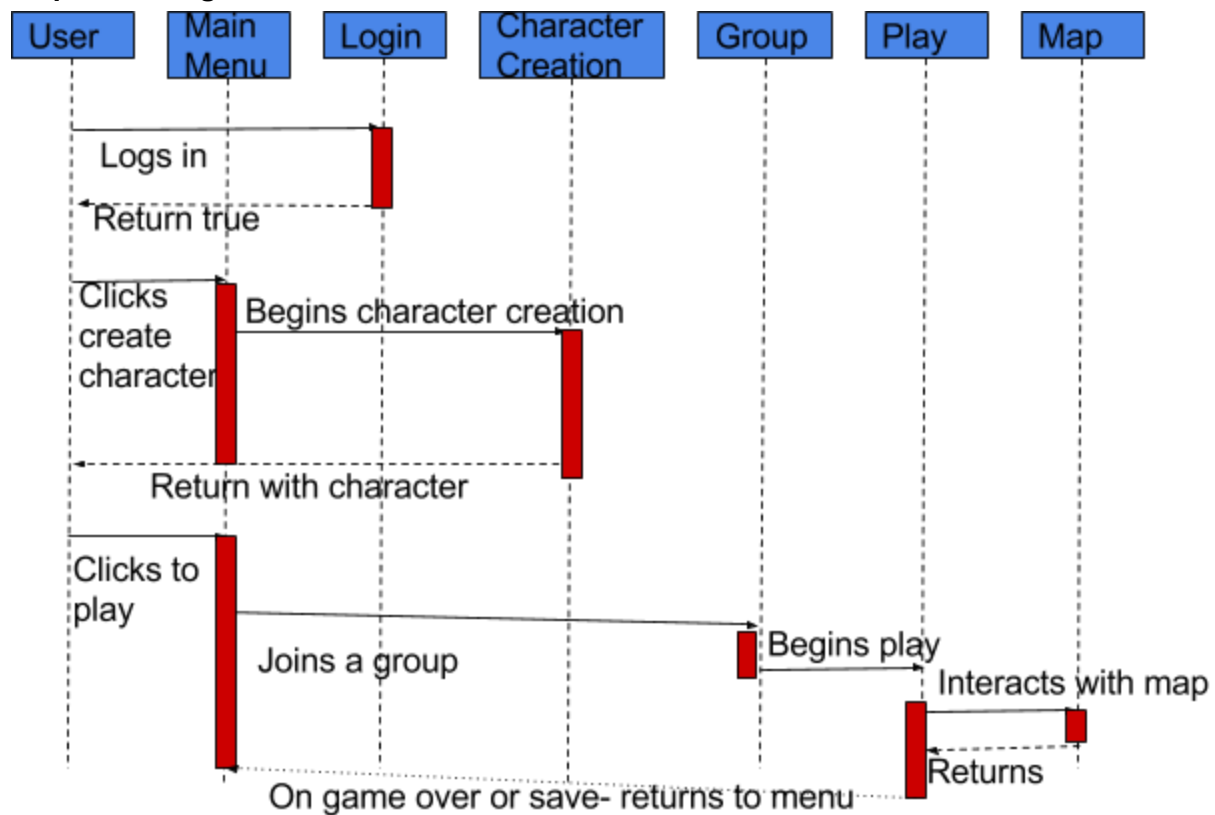 User
Main
Menu
Login
Character
Creation
Group
Play
Map
Logs in
Return true
Clicks
create
character
Begins character creation
Return with character
Clicks to
play
Joins a group
Begins play
Interacts with map
Returns
On game over or save- returns to menu